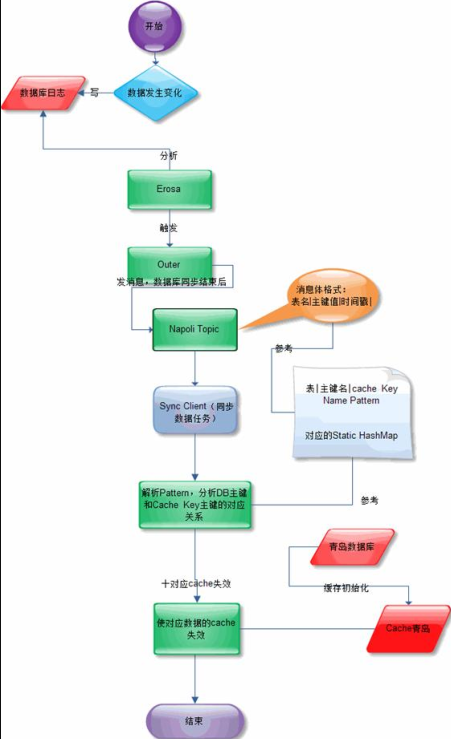 开始
数据库日志
写
数据发生变化
分析
Erosa
触发
Outer
发消息，数据库同步结束后
消息体格式：
表名|主键值|时间戳|
Napoli Topic
参考
表|主键名|cache Key
Name Pattern
对应的Static HashMap
Sync Client（同步
数据任务）
解析Pattern，分析DB主键
和Cache Key主键的对应
关系
参考
青岛数据库
十对应cache失效
缓存初始化
使对应数据的cache
失效
Cache青岛
结束